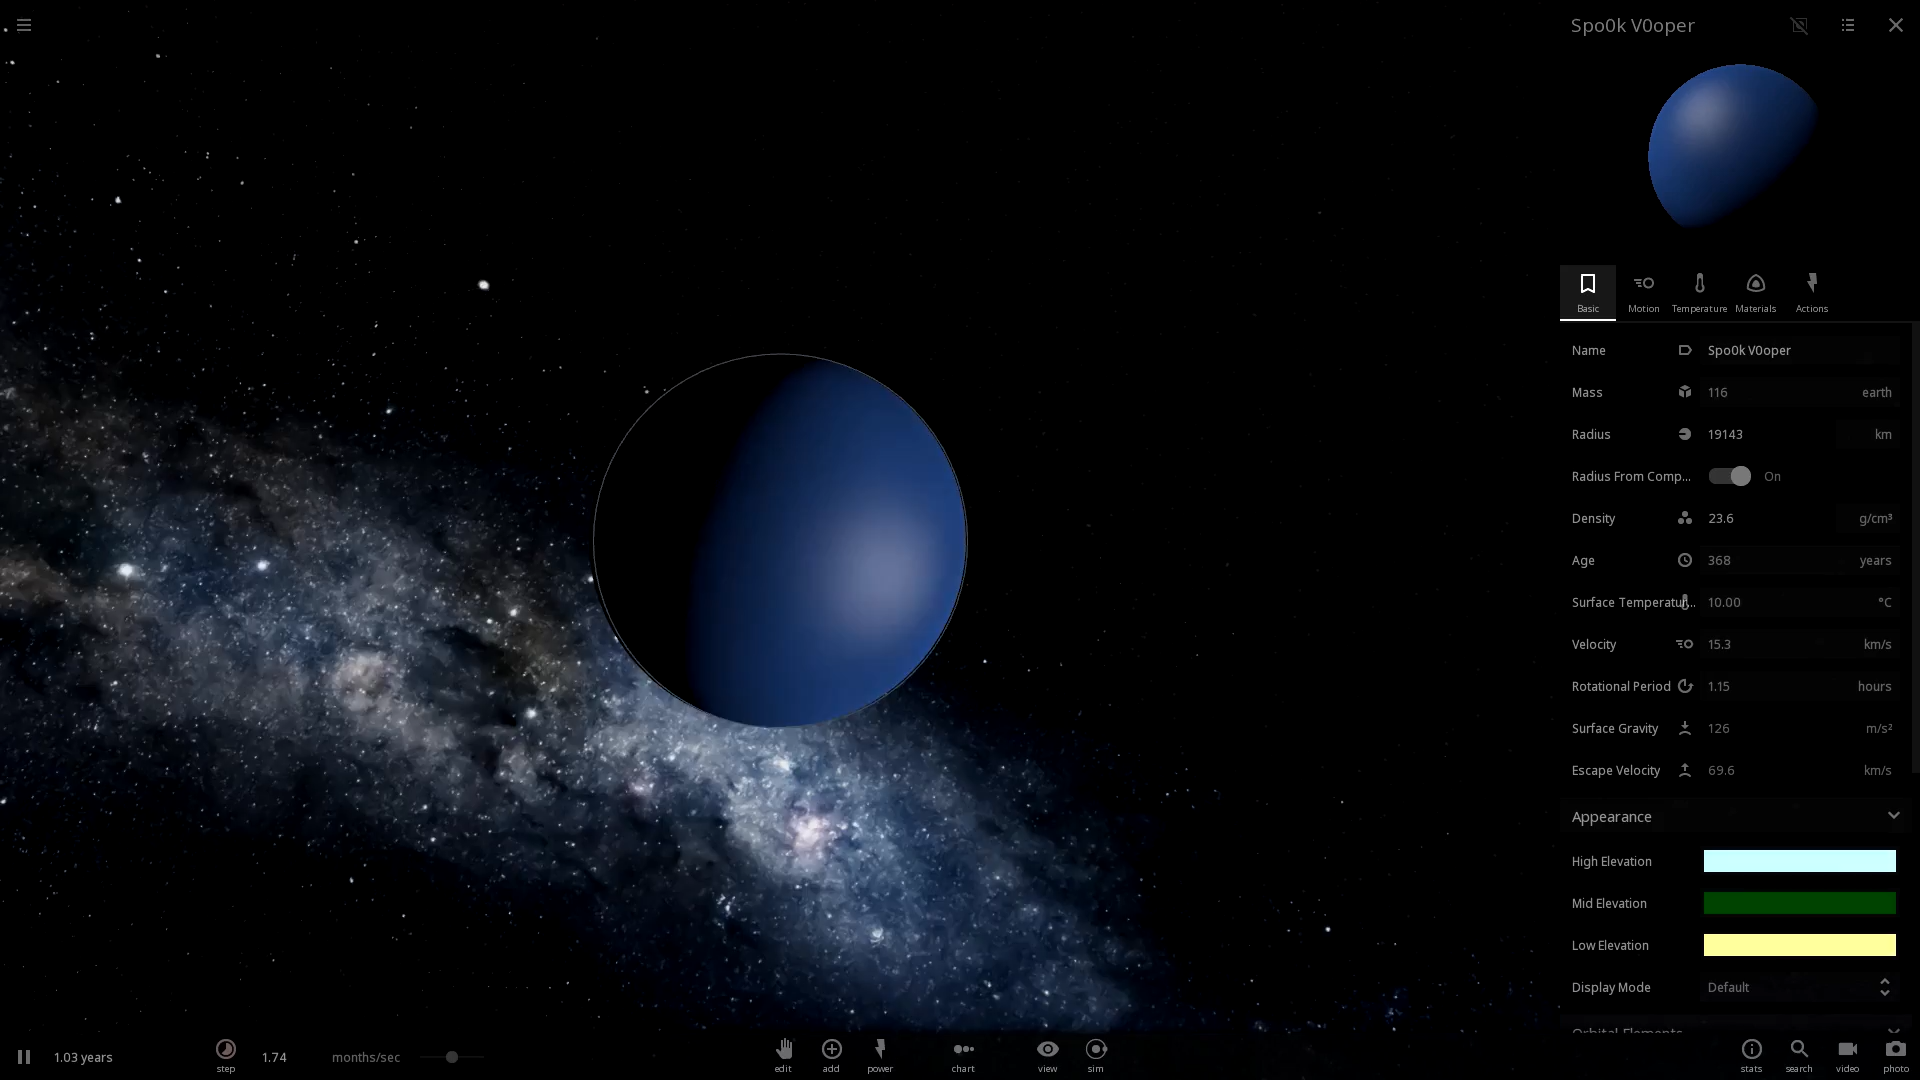 Spo0k V0oper
Basic
Motion
Temperature
Materials
Actions
Name Spo0k V0oper
Mass 116 earth
Radius 19143 km
Radius From Comp... On
Density 23.6 g/cm³
Age 368 years
Surface Temperatur... 10.00 °C
Velocity 15.3 km/s
Rotational Period 1.15 hours
Surface Gravity 126 m/s²
Escape Velocity 69.6 km/s
Appearance
High Elevation
Mid Elevation
Low Elevation
Display Mode Default
Orbital Elements
1.03 years
step
1.74 months/sec
edit
add
power
chart
view
sim
stats
search
video
photo